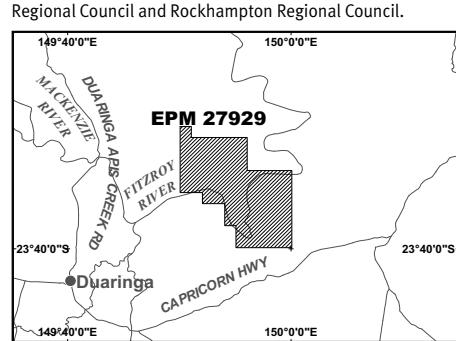 Regional Council and Rockhampton Regional Council.
149°40'0"E 150°0'0"E
MACKENZIE
RIVER
DUARINGA APIS CREEK RD
EPM 27929
FITZROY
RIVER
23°40'0"S 23°40'0"S
Duaringa
CAPRICORN HWY
149°40'0"E 150°0'0"E